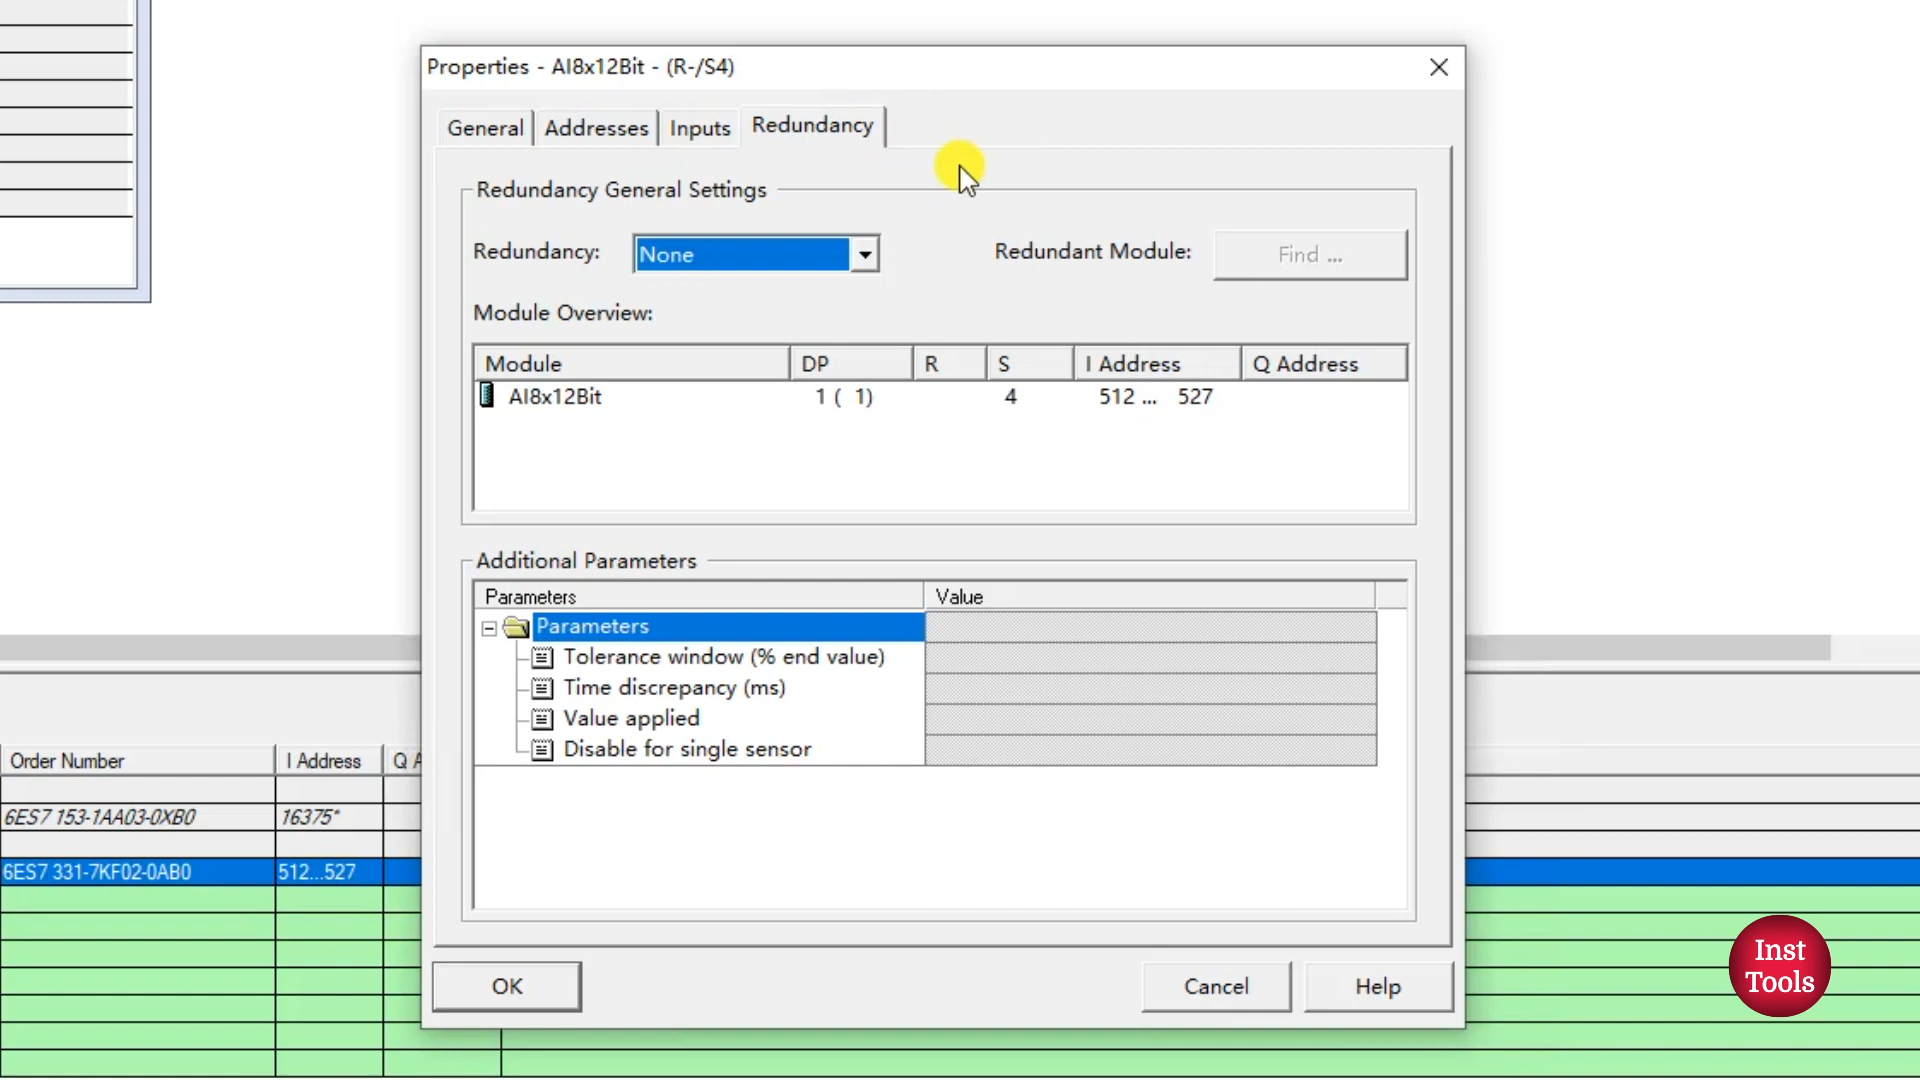 Properties - AI8x12Bit - (R-/S4)
General
Addresses
Inputs
Redundancy
Redundancy General Settings
Redundancy:
None
Redundant Module:
Find ...
Module Overview:
Module DP R S I Address Q Address
AI8x12Bit 1 ( 1) 4 512 ... 527
Additional Parameters
Parameters Value
Parameters
Tolerance window (% end value)
Time discrepancy (ms)
Value applied
Disable for single sensor
OK
Cancel
Help
Order Number I Address Q A
6ES7 153-1AA03-0XB0 16375*
6ES7 331-7KF02-0AB0 512...527
Inst
Tools